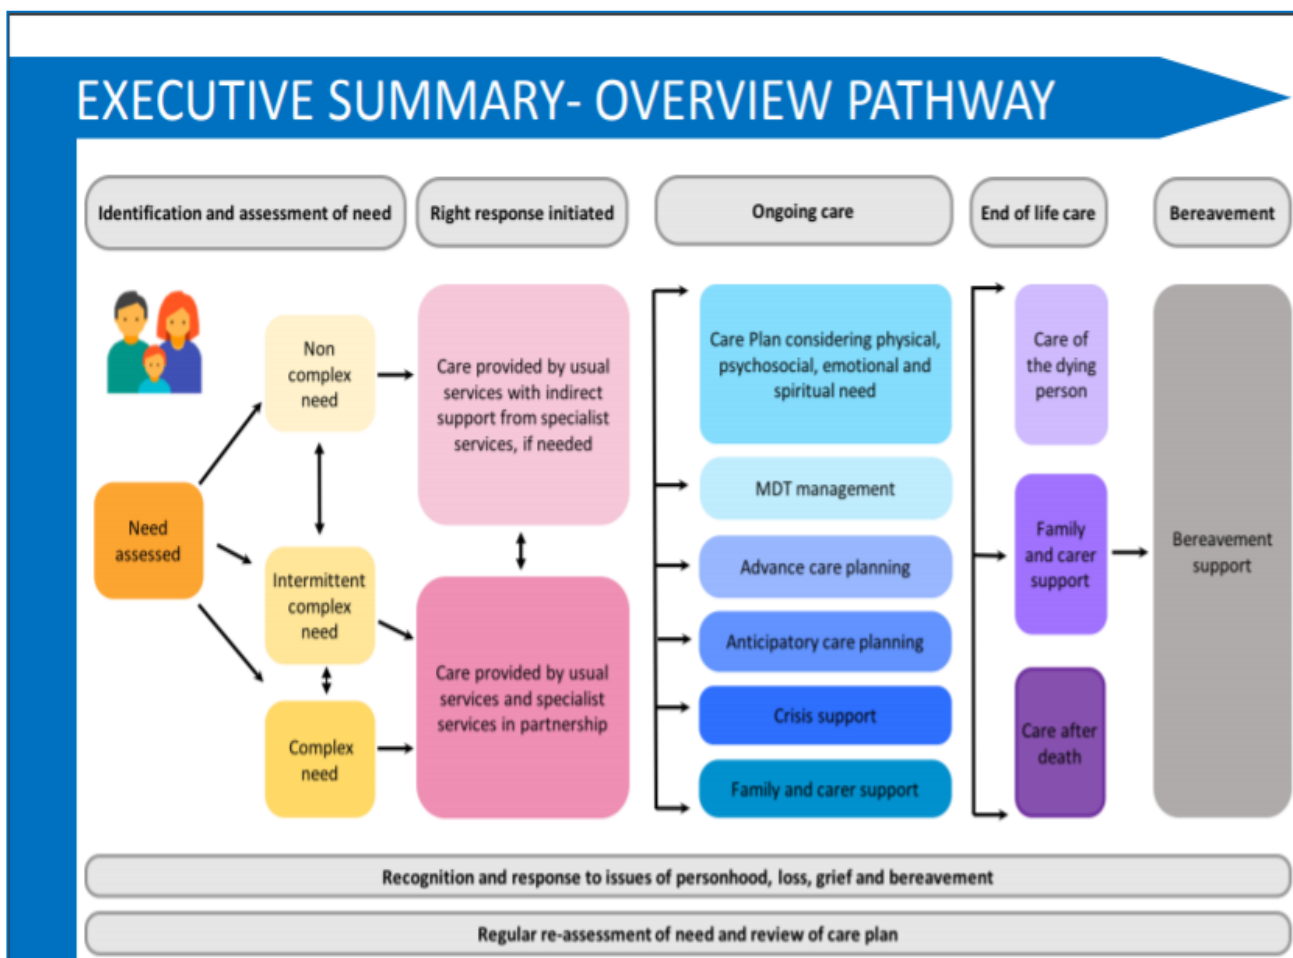 EXECUTIVE SUMMARY- OVERVIEW PATHWAY
Identification and assessment of need
Right response initiated
Ongoing care
End of life care
Bereavement
Need
assessed
Non
complex
need
Intermittent
complex
need
Complex
need
Care provided by usual
services with indirect
support from specialist
services, if needed
Care provided by usual
services and specialist
services in partnership
Care Plan considering physical,
psychosocial, emotional and
spiritual need
MDT management
Advance care planning
Anticipatory care planning
Crisis support
Family and carer support
Care of
the dying
person
Family
and carer
support
Care after
death
Bereavement
support
Recognition and response to issues of personhood, loss, grief and bereavement
Regular re-assessment of need and review of care plan